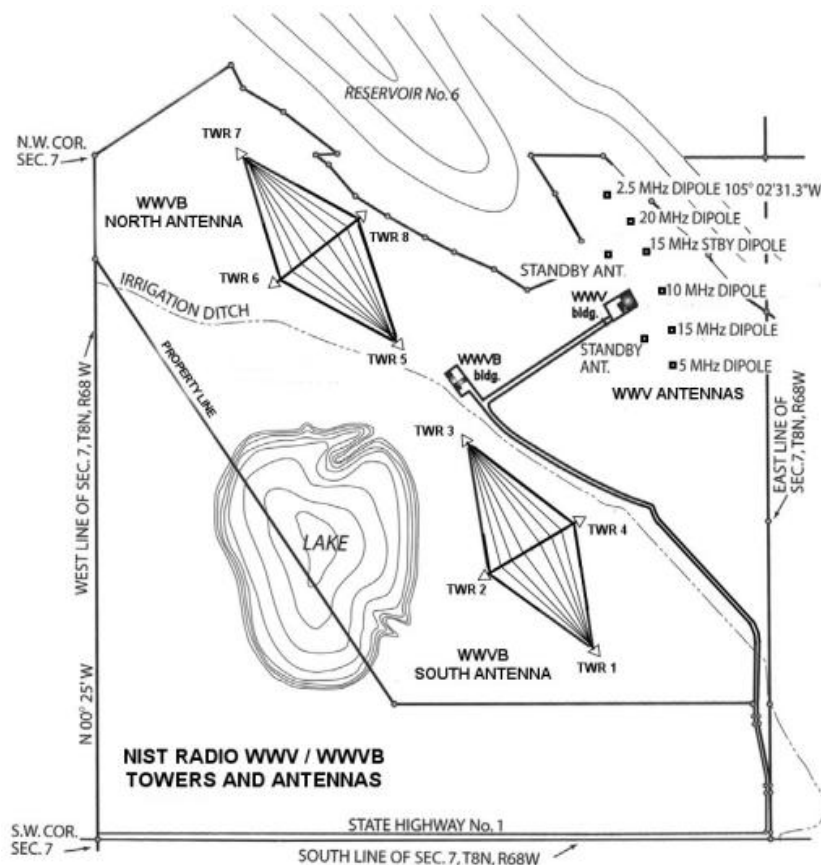 RESERVOIR No. 6
TWR 7
N.W. COR.
SEC. 7
WWVB
NORTH ANTENNA
TWR 8
TWR 6
TWR 5
IRRIGATION DITCH
PROPERTY LINE
2.5 MHz DIPOLE 105° 02'31.3"W
20 MHz DIPOLE
15 MHz STBY DIPOLE
STANDBY ANT.
10 MHz DIPOLE
WWV
bldg.
15 MHz DIPOLE
STANDBY
ANT.
5 MHz DIPOLE
WWV ANTENNAS
WWVB
bldg.
WEST LINE OF SEC. 7, T8N, R68 W
EAST LINE OF
SEC. 7, T8N, R68W
TWR 3
TWR 4
LAKE
TWR 2
TWR 1
WWVB
SOUTH ANTENNA
N 00° 25' W
NIST RADIO WWV / WWVB
TOWERS AND ANTENNAS
STATE HIGHWAY No. 1
S.W. COR.
SEC. 7
SOUTH LINE OF SEC. 7, T8N, R68W